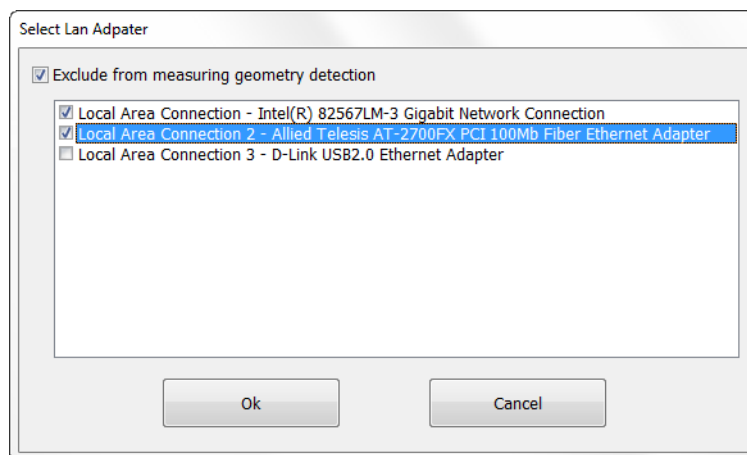 Select Lan Adpater
Exclude from measuring geometry detection
Local Area Connection - Intel(R) 82567LM-3 Gigabit Network Connection
Local Area Connection 2 - Allied Telesis AT-2700FX PCI 100Mb Fiber Ethernet Adapter
Local Area Connection 3 - D-Link USB2.0 Ethernet Adapter
Ok Cancel